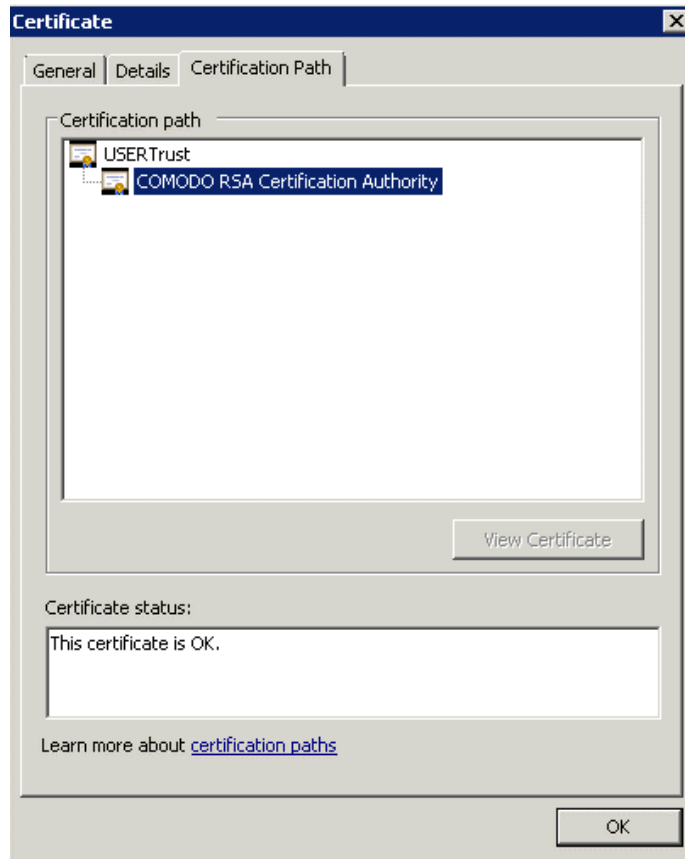 Certificate
General Details Certification Path
Certification path
USERTrust
COMODO RSA Certification Authority
View Certificate
Certificate status:
This certificate is OK.
Learn more about certification paths
OK